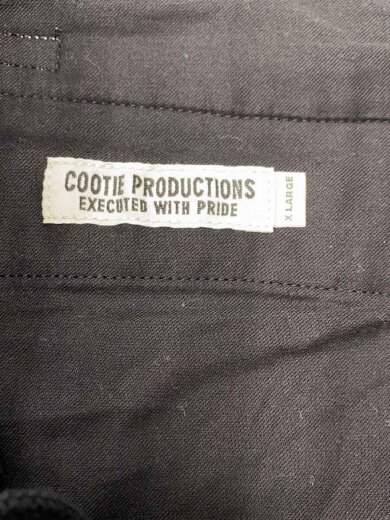 COOTIE PRODUCTIONS
EXECUTED WITH PRIDE
X LARGE